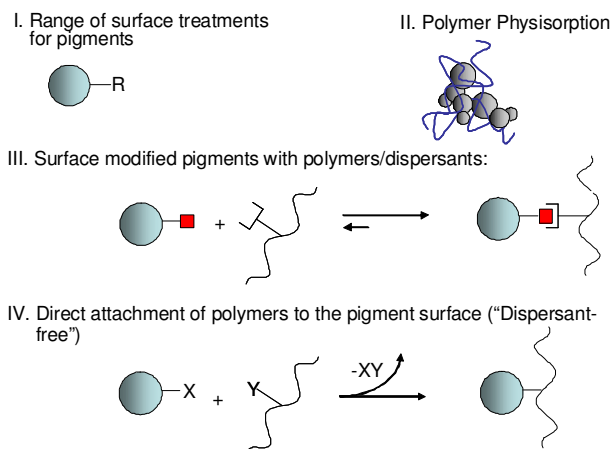 I. Range of surface treatments
for pigments
II. Polymer Physisorption
R
III. Surface modified pigments with polymers/dispersants:
+
IV. Direct attachment of polymers to the pigment surface (“Dispersant-
free”)
X + Y -XY